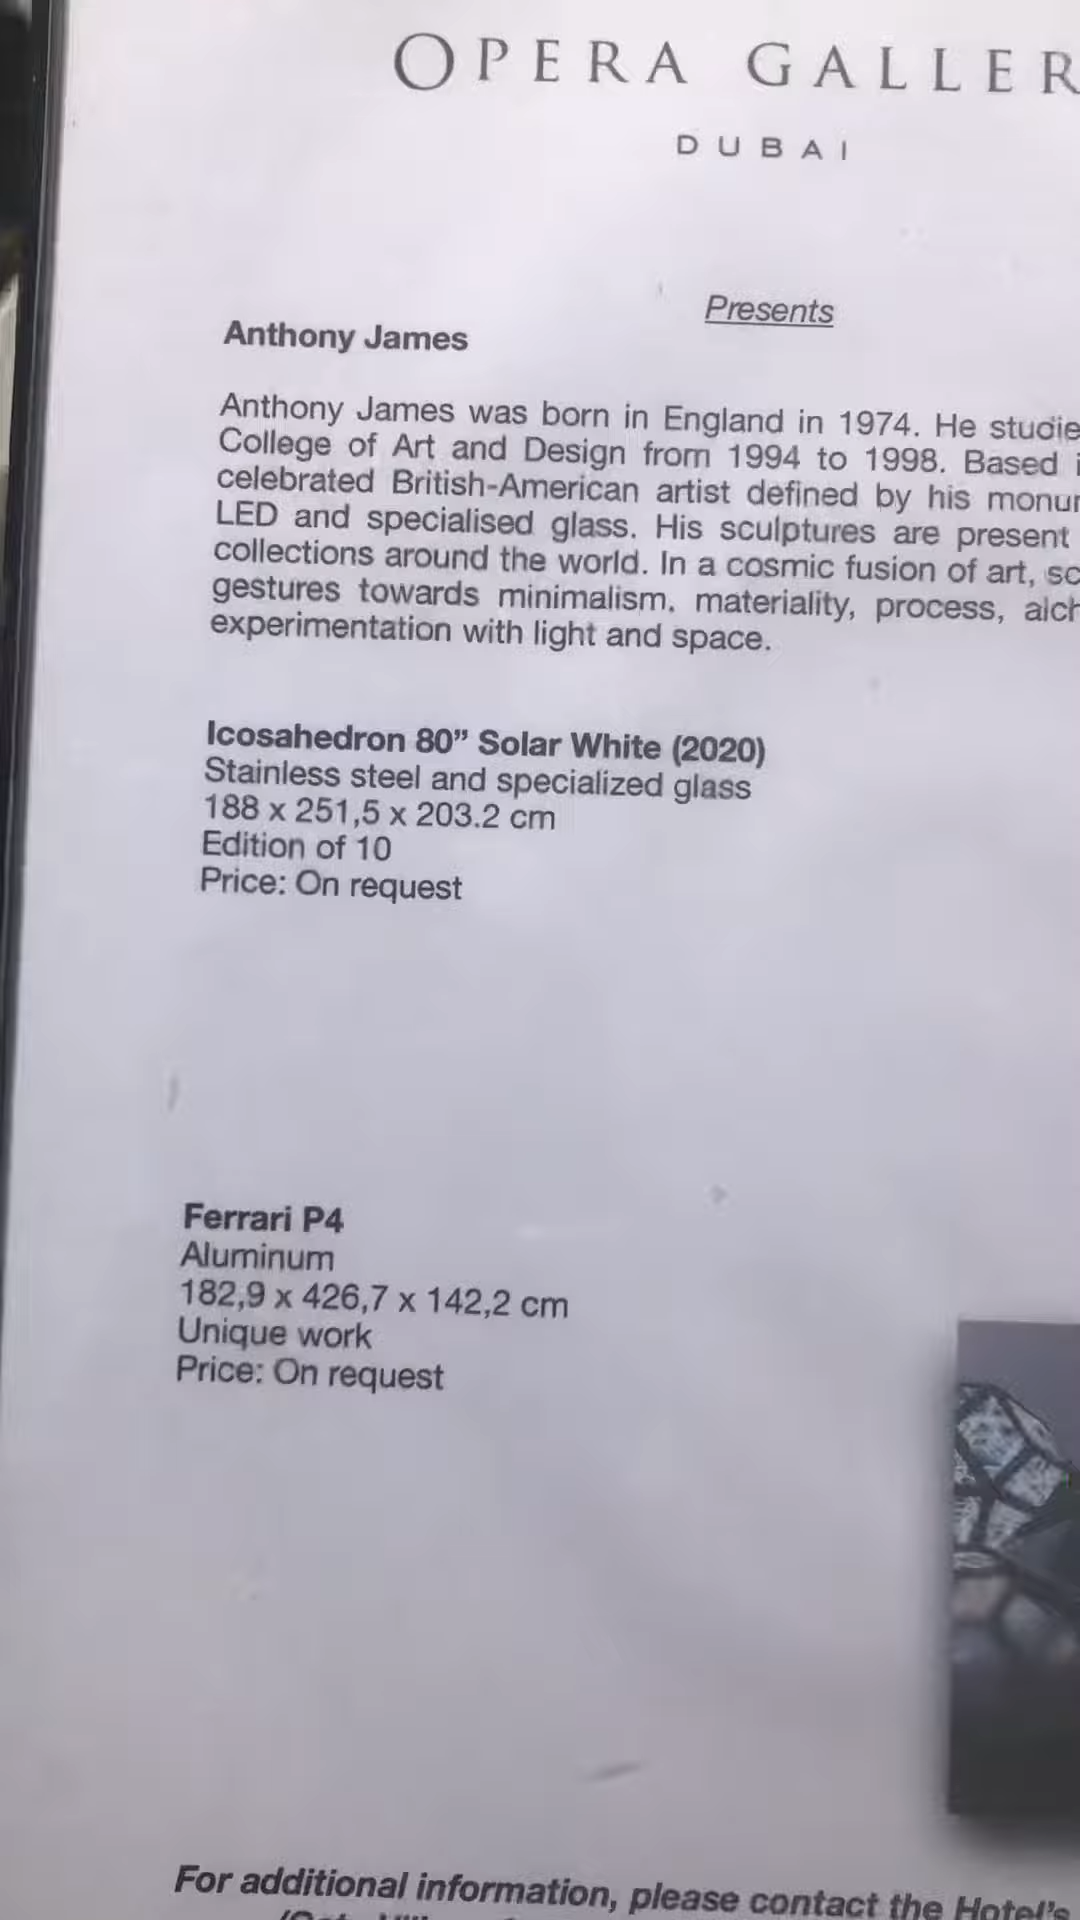 OPERA GALLER
DUBAI
Presents
Anthony James
Anthony James was born in England in 1974. He studie
College of Art and Design from 1994 to 1998. Based i
celebrated British-American artist defined by his monu
LED and specialised glass. His sculptures are present
collections around the world. In a cosmic fusion of art, sc
gestures towards minimalism, materiality, process, alch
experimentation with light and space.
Icosahedron 80” Solar White (2020)
Stainless steel and specialized glass
188 x 251,5 x 203.2 cm
Edition of 10
Price: On request
Ferrari P4
Aluminum
182,9 x 426,7 x 142,2 cm
Unique work
Price: On request
For additional information, please contact the Hotel's